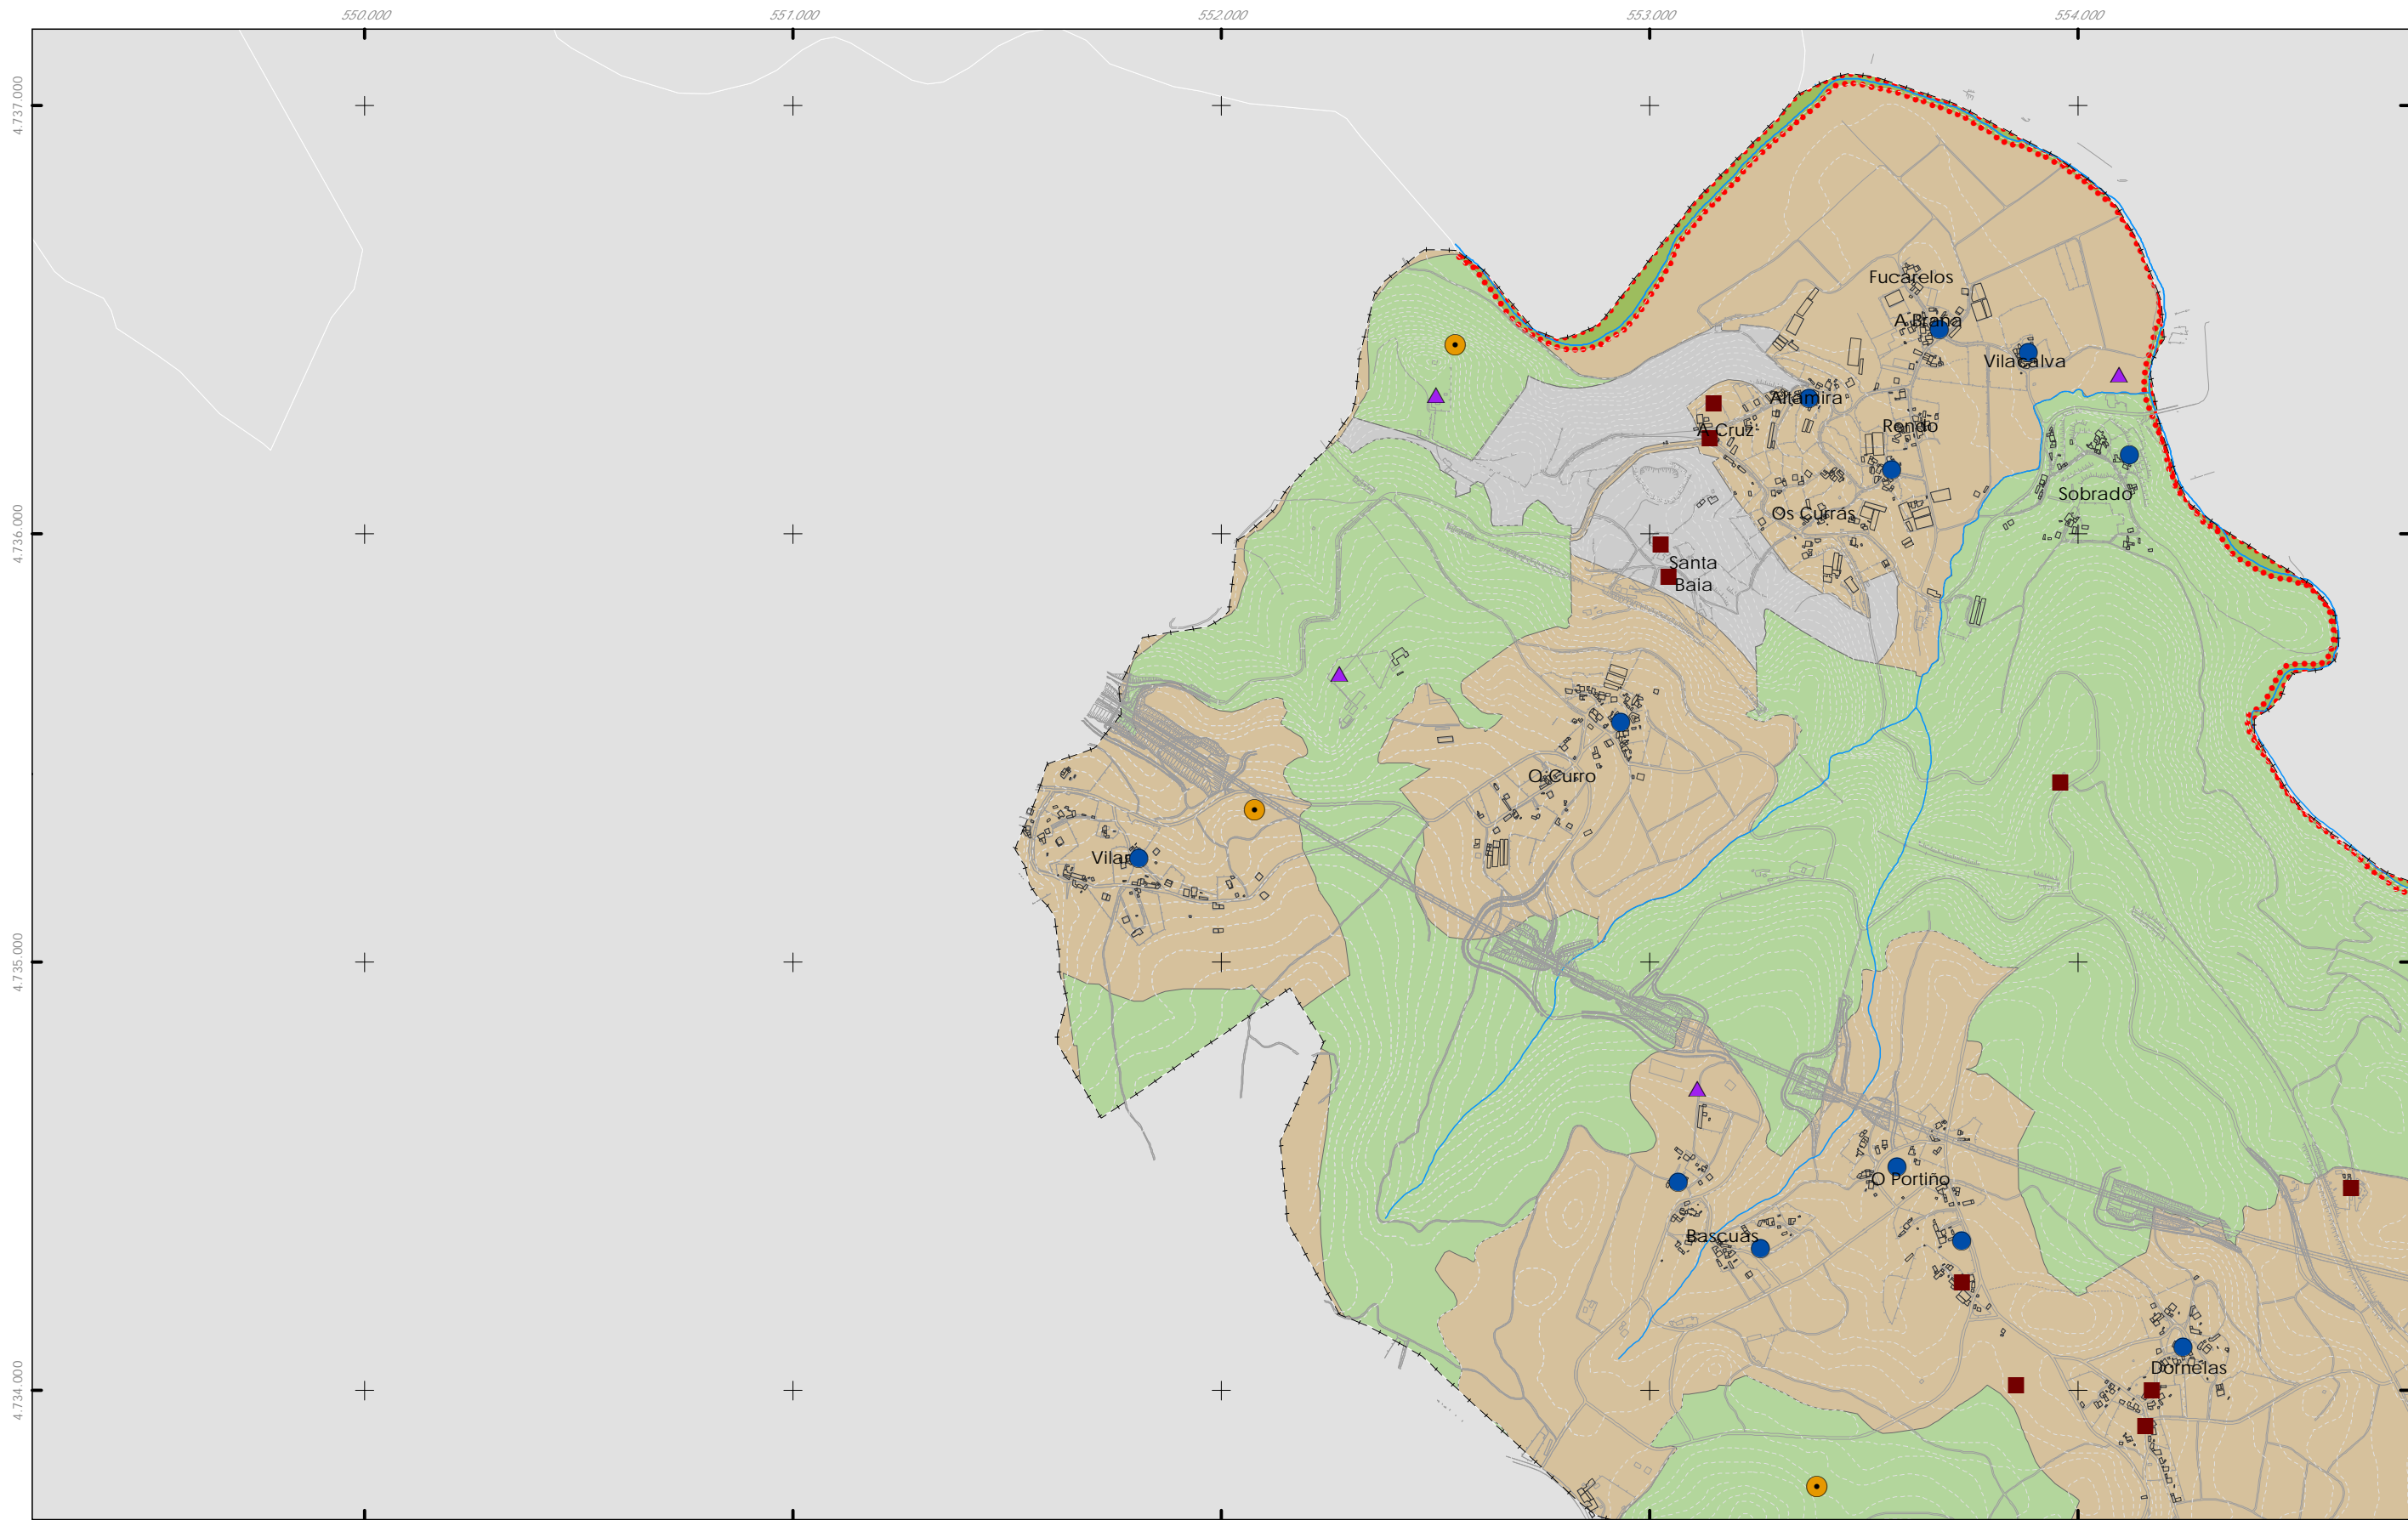 550.000
551.000
552.000
553.000
554.000
4.737.000
Fucarelos
A Braña
Vilacalva
Altamira
A Cruz
Rendo
4.736.000
Sobrado
Os Currás
Santa
Baia
O Curro
Vilar
4.735.000
O Portiño
Bascuas
Dornelas
4.734.000